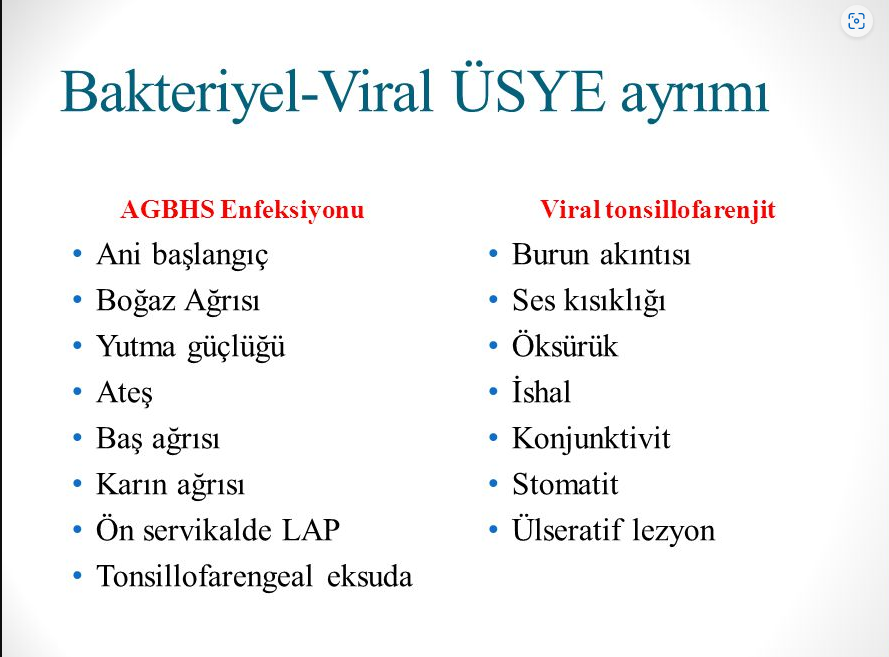 Bakteriyel-Viral ÜSYE ayrımı
AGBHS Enfeksiyonu
• Ani başlangıç
• Boğaz Ağrısı
• Yutma güçlüğü
• Ateş
• Baş ağrısı
• Karın ağrısı
• Ön servikalde LAP
• Tonsillofarengeal eksuda
Viral tonsillofarenjit
• Burun akıntısı
• Ses kısıklığı
• Öksürük
• İshal
• Konjunktivit
• Stomatit
• Ülseratif lezyon